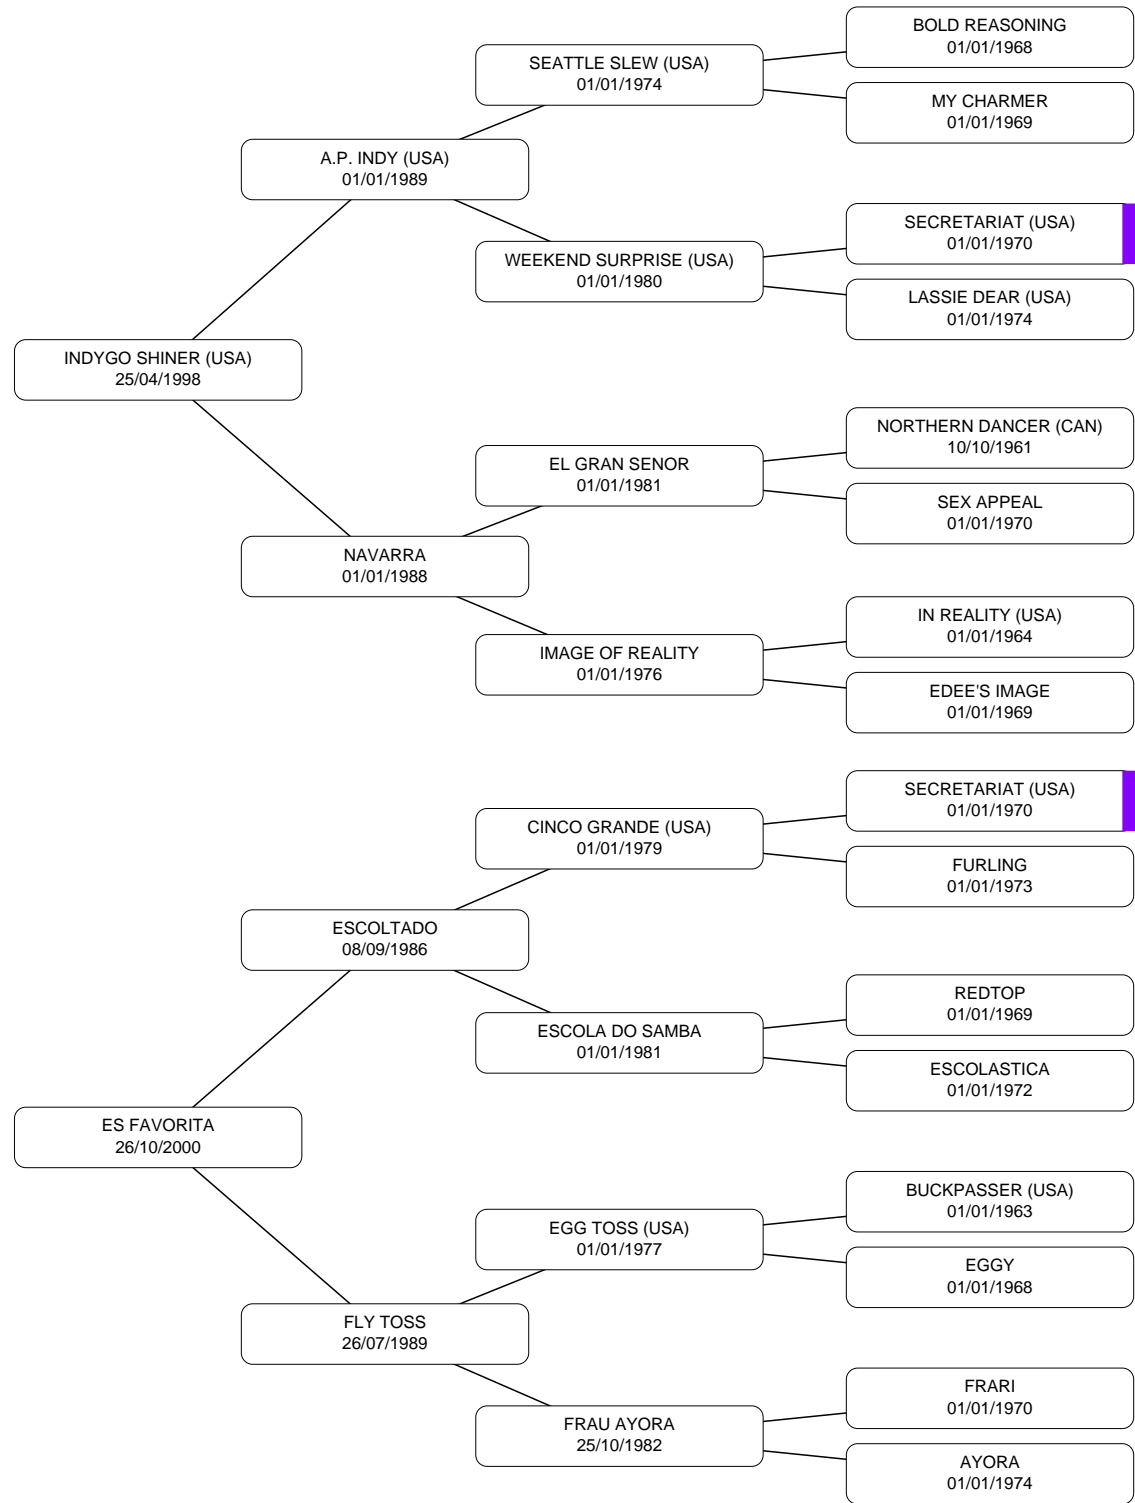 BOLD REASONING
01/01/1968
SEATTLE SLEW (USA)
01/01/1974
MY CHARMER
01/01/1969
A.P. INDY (USA)
01/01/1989
SECRETARIAT (USA)
01/01/1970
WEEKEND SURPRISE (USA)
01/01/1980
LASSIE DEAR (USA)
01/01/1974
INDYGO SHINER (USA)
25/04/1998
NORTHERN DANCER (CAN)
10/10/1961
EL GRAN SENOR
01/01/1981
SEX APPEAL
01/01/1970
NAVARRA
01/01/1988
IN REALITY (USA)
01/01/1964
IMAGE OF REALITY
01/01/1976
EDEE'S IMAGE
01/01/1969
SECRETARIAT (USA)
01/01/1970
CINCO GRANDE (USA)
01/01/1979
FURLING
01/01/1973
ESCOLTADO
08/09/1986
REDTOP
01/01/1969
ESCOLA DO SAMBA
01/01/1981
ESCOLASTICA
01/01/1972
ES FAVORITA
26/10/2000
BUCKPASSER (USA)
01/01/1963
EGG TOSS (USA)
01/01/1977
EGGY
01/01/1968
FLY TOSS
26/07/1989
FRARI
01/01/1970
FRAU AYORA
25/10/1982
AYORA
01/01/1974